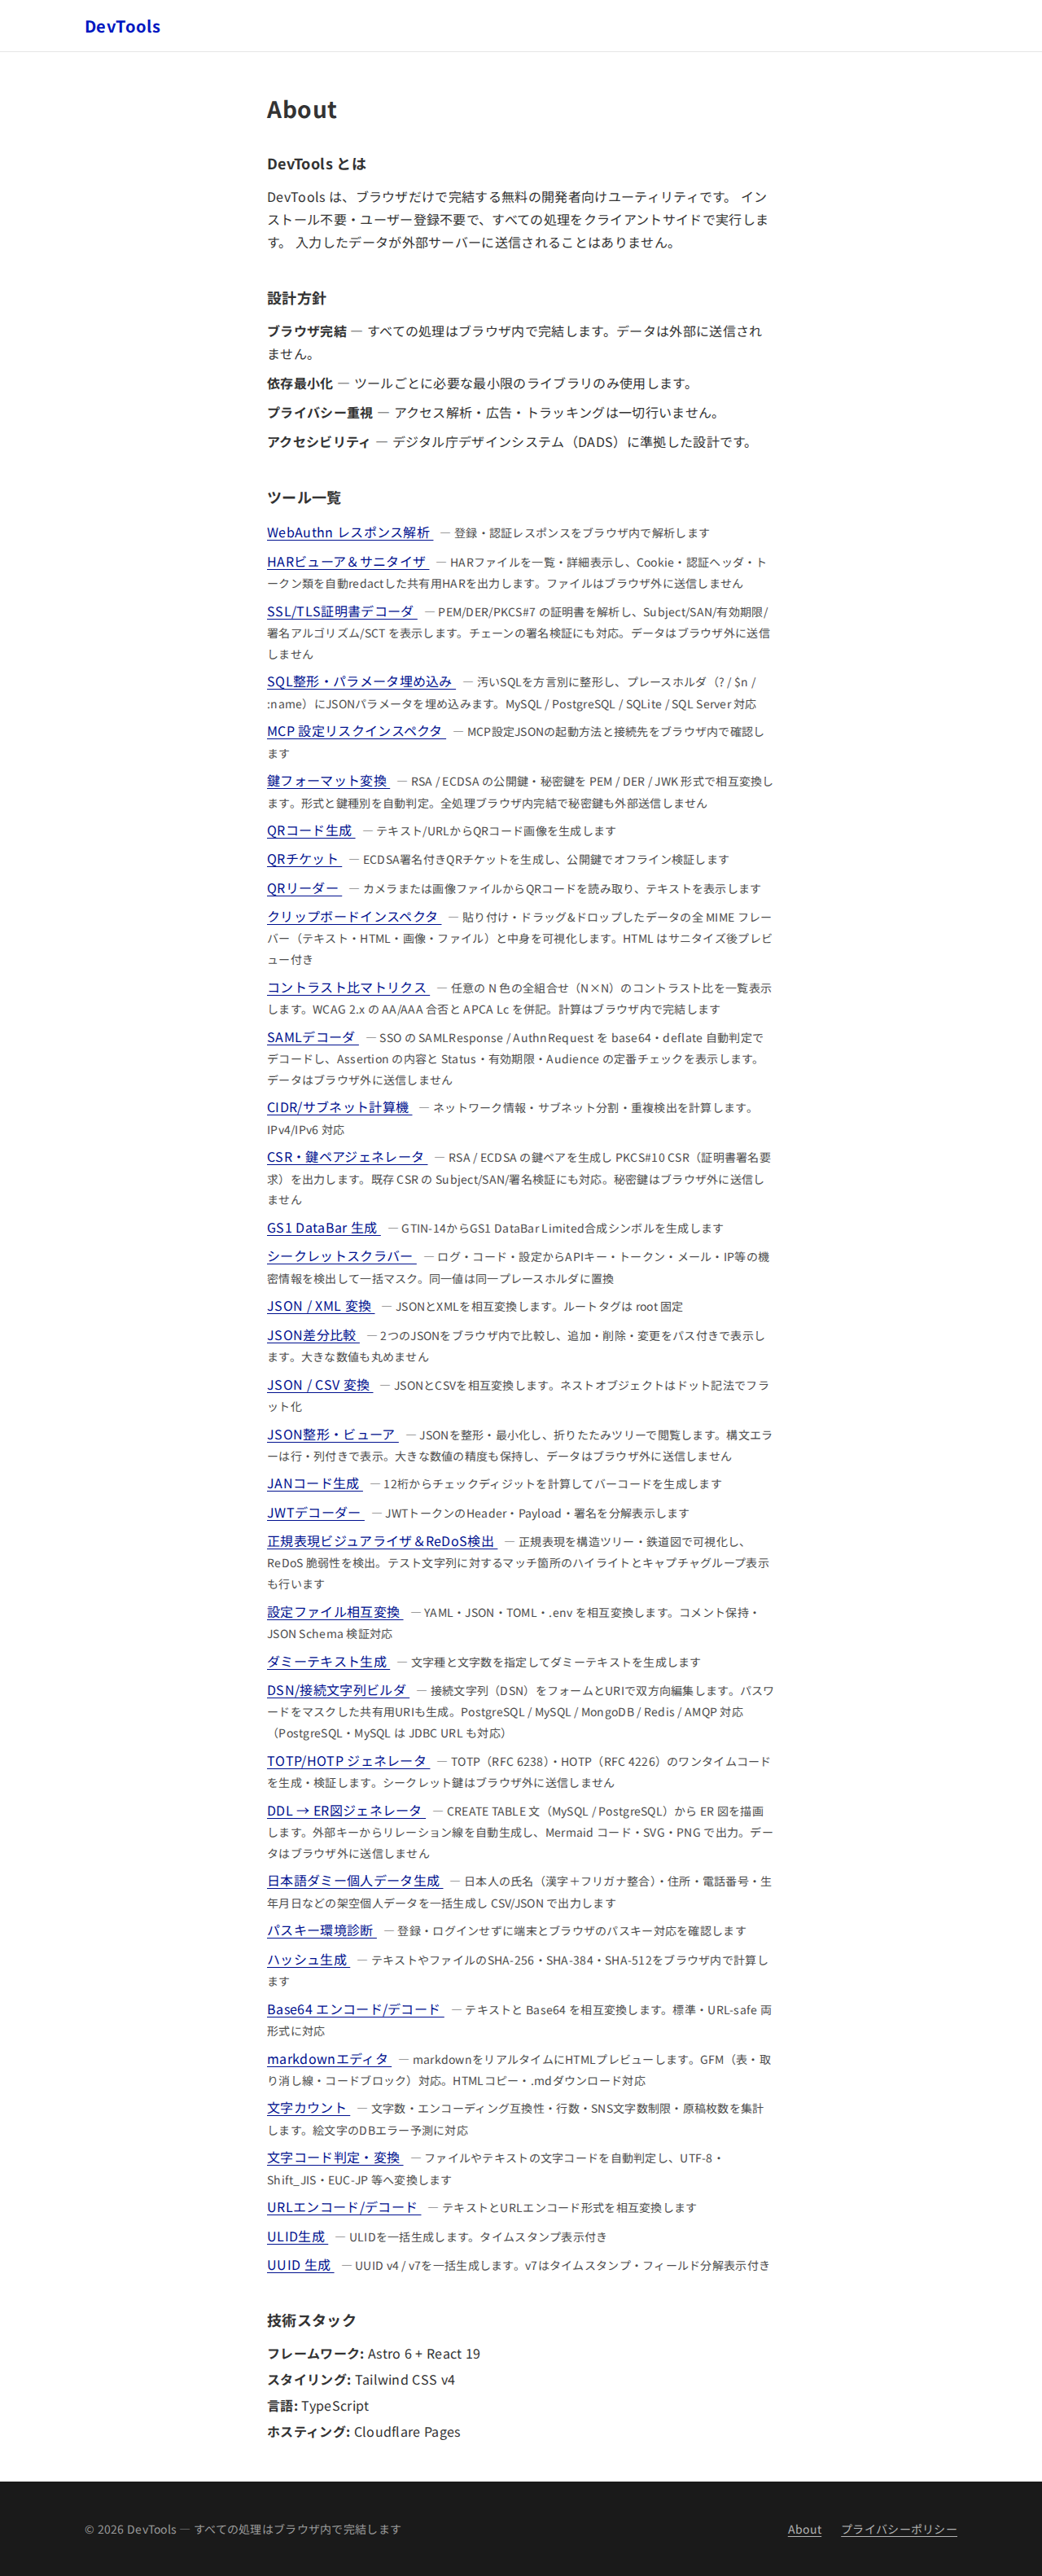 DevTools
About
DevTools とは
DevTools は、ブラウザだけで完結する無料の開発者向けユーティリティです。 イン
ストール不要・ユーザー登録不要で、すべての処理をクライアントサイドで実行しま
す。 入力したデータが外部サーバーに送信されることはありません。
設計方針
ブラウザ完結 — すべての処理はブラウザ内で完結します。データは外部に送信され
ません。
依存最小化 — ツールごとに必要な最小限のライブラリのみ使用します。
プライバシー重視 — アクセス解析・広告・トラッキングは一切行いません。
アクセシビリティ — デジタル庁デザインシステム（DADS）に準拠した設計です。
ツール一覧
WebAuthn レスポンス解析 — 登録・認証レスポンスをブラウザ内で解析します
HARビューア＆サニタイザ — HARファイルを一覧・詳細表示し、Cookie・認証ヘッダ・ト
ークン類を自動redactした共有用HARを出力します。ファイルはブラウザ外に送信しません
SSL/TLS証明書デコーダ — PEM/DER/PKCS#7 の証明書を解析し、Subject/SAN/有効期限/
署名アルゴリズム/SCT を表示します。チェーンの署名検証にも対応。データはブラウザ外に送信
しません
SQL整形・パラメータ埋め込み — 汚いSQLを方言別に整形し、プレースホルダ（? / $n /
:name）にJSONパラメータを埋め込みます。MySQL / PostgreSQL / SQLite / SQL Server 対応
MCP 設定リスクインスペクタ — MCP設定JSONの起動方法と接続先をブラウザ内で確認し
ます
鍵フォーマット変換 — RSA / ECDSA の公開鍵・秘密鍵を PEM / DER / JWK 形式で相互変換し
ます。形式と鍵種別を自動判定。全処理ブラウザ内完結で秘密鍵も外部送信しません
QRコード生成 — テキスト/URLからQRコード画像を生成します
QRチケット — ECDSA署名付きQRチケットを生成し、公開鍵でオフライン検証します
QRリーダー — カメラまたは画像ファイルからQRコードを読み取り、テキストを表示します
クリップボードインスペクタ — 貼り付け・ドラッグ&ドロップしたデータの全 MIME フレー
バー（テキスト・HTML・画像・ファイル）と中身を可視化します。HTML はサニタイズ後プレビ
ュー付き
コントラスト比マトリクス — 任意の N 色の全組合せ（N×N）のコントラスト比を一覧表示
します。WCAG 2.x の AA/AAA 合否と APCA Lc を併記。計算はブラウザ内で完結します
SAMLデコーダ — SSO の SAMLResponse / AuthnRequest を base64・deflate 自動判定で
デコードし、Assertion の内容と Status・有効期限・Audience の定番チェックを表示します。
データはブラウザ外に送信しません
CIDR/サブネット計算機 — ネットワーク情報・サブネット分割・重複検出を計算します。
IPv4/IPv6 対応
CSR・鍵ペアジェネレータ — RSA / ECDSA の鍵ペアを生成し PKCS#10 CSR（証明書署名要
求）を出力します。既存 CSR の Subject/SAN/署名検証にも対応。秘密鍵はブラウザ外に送信し
ません
GS1 DataBar 生成 — GTIN-14からGS1 DataBar Limited合成シンボルを生成します
シークレットスクラバー — ログ・コード・設定からAPIキー・トークン・メール・IP等の機
密情報を検出して一括マスク。同一値は同一プレースホルダに置換
JSON / XML 変換 — JSONとXMLを相互変換します。ルートタグは root 固定
JSON差分比較 — 2つのJSONをブラウザ内で比較し、追加・削除・変更をパス付きで表示し
ます。大きな数値も丸めません
JSON / CSV 変換 — JSONとCSVを相互変換します。ネストオブジェクトはドット記法でフラ
ット化
JSON整形・ビューア — JSONを整形・最小化し、折りたたみツリーで閲覧します。構文エラ
ーは行・列付きで表示。大きな数値の精度も保持し、データはブラウザ外に送信しません
JANコード生成 — 12桁からチェックディジットを計算してバーコードを生成します
JWTデコーダー — JWTトークンのHeader・Payload・署名を分解表示します
正規表現ビジュアライザ＆ReDoS検出 — 正規表現を構造ツリー・鉄道図で可視化し、
ReDoS 脆弱性を検出。テスト文字列に対するマッチ箇所のハイライトとキャプチャグループ表示
も行います
設定ファイル相互変換 — YAML・JSON・TOML・.env を相互変換します。コメント保持・
JSON Schema 検証対応
ダミーテキスト生成 — 文字種と文字数を指定してダミーテキストを生成します
DSN/接続文字列ビルダ — 接続文字列（DSN）をフォームとURIで双方向編集します。パスワ
ードをマスクした共有用URIも生成。PostgreSQL / MySQL / MongoDB / Redis / AMQP 対応
（PostgreSQL・MySQL は JDBC URL も対応）
TOTP/HOTP ジェネレータ — TOTP（RFC 6238）・HOTP（RFC 4226）のワンタイムコード
を生成・検証します。シークレット鍵はブラウザ外に送信しません
DDL → ER図ジェネレータ — CREATE TABLE 文（MySQL / PostgreSQL）から ER 図を描画
します。外部キーからリレーション線を自動生成し、Mermaid コード・SVG・PNG で出力。デー
タはブラウザ外に送信しません
日本語ダミー個人データ生成 — 日本人の氏名（漢字＋フリガナ整合）・住所・電話番号・生
年月日などの架空個人データを一括生成し CSV/JSON で出力します
パスキー環境診断 — 登録・ログインせずに端末とブラウザのパスキー対応を確認します
ハッシュ生成 — テキストやファイルのSHA-256・SHA-384・SHA-512をブラウザ内で計算し
ます
Base64 エンコード/デコード — テキストと Base64 を相互変換します。標準・URL-safe 両
形式に対応
markdownエディタ — markdownをリアルタイムにHTMLプレビューします。GFM（表・取
り消し線・コードブロック）対応。HTMLコピー・.mdダウンロード対応
文字カウント — 文字数・エンコーディング互換性・行数・SNS文字数制限・原稿枚数を集計
します。絵文字のDBエラー予測に対応
文字コード判定・変換 — ファイルやテキストの文字コードを自動判定し、UTF-8・
Shift_JIS・EUC-JP 等へ変換します
URLエンコード/デコード — テキストとURLエンコード形式を相互変換します
ULID生成 — ULIDを一括生成します。タイムスタンプ表示付き
UUID 生成 — UUID v4 / v7を一括生成します。v7はタイムスタンプ・フィールド分解表示付き
技術スタック
フレームワーク: Astro 6 + React 19
スタイリング: Tailwind CSS v4
言語: TypeScript
ホスティング: Cloudflare Pages
© 2026 DevTools — すべての処理はブラウザ内で完結します
About プライバシーポリシー